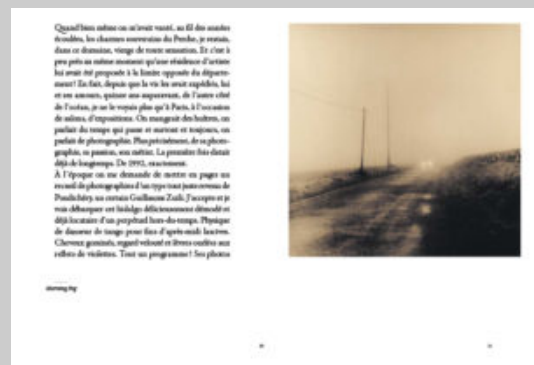 Quand bien même on m'avait vanté, au fil des années
écoulées, les charmes souverains du Perche, je restais,
dans ce domaine, vierge de toute sensation. Et c'est à
peu près au même moment qu'une résidence d'artiste
lui avait été proposée à la limite opposée du départe-
ment! En fait, depuis que la vie les avait expédiés, lui
et ses amours, quinze ans auparavant, de l'autre côté
de l'océan, je ne le voyais plus qu'à Paris, à l'occasion
de salons, d'expositions. On mangeait des huîtres, on
parlait du temps qui passe et surtout et toujours, on
parlait de photographie. Plus précisément, de sa photo-
graphie, sa passion, son métier. La première fois datait
déjà de longtemps. De 1992, exactement.
À l'époque on me demande de mettre en pages un
recueil de photographies d'un type tout juste revenu de
Pondichéry, un certain Guillaume Zuili. J'accepte et je
vois débarquer cet hidalgo délicieusement démodé et
déjà locataire d'un perpétuel hors-du-temps. Physique
de danseur de tango pour fins d'après-midi lascives.
Cheveux gominés, regard velouté et lèvres ourlées aux
reflets de violettes. Tout un programme! Ses photos
Morning fog